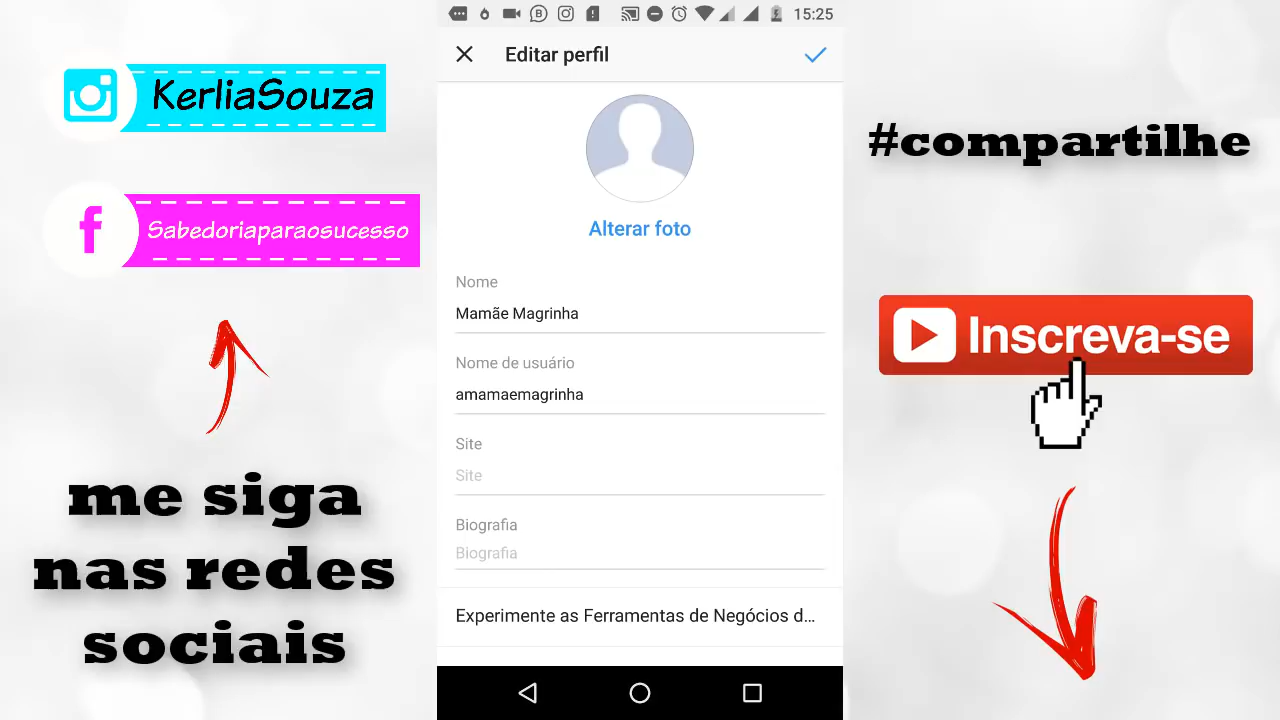 KerliaSouza
Sabedoriaparaosucesso
me siga
nas redes
sociais
15:25
Editar perfil
Alterar foto
Nome
Mamãe Magrinha
Nome de usuário
amamaemagrinha
Site
Site
Biografia
Biografia
Experimente as Ferramentas de Negócios d...
#compartilhe
Inscreva-se